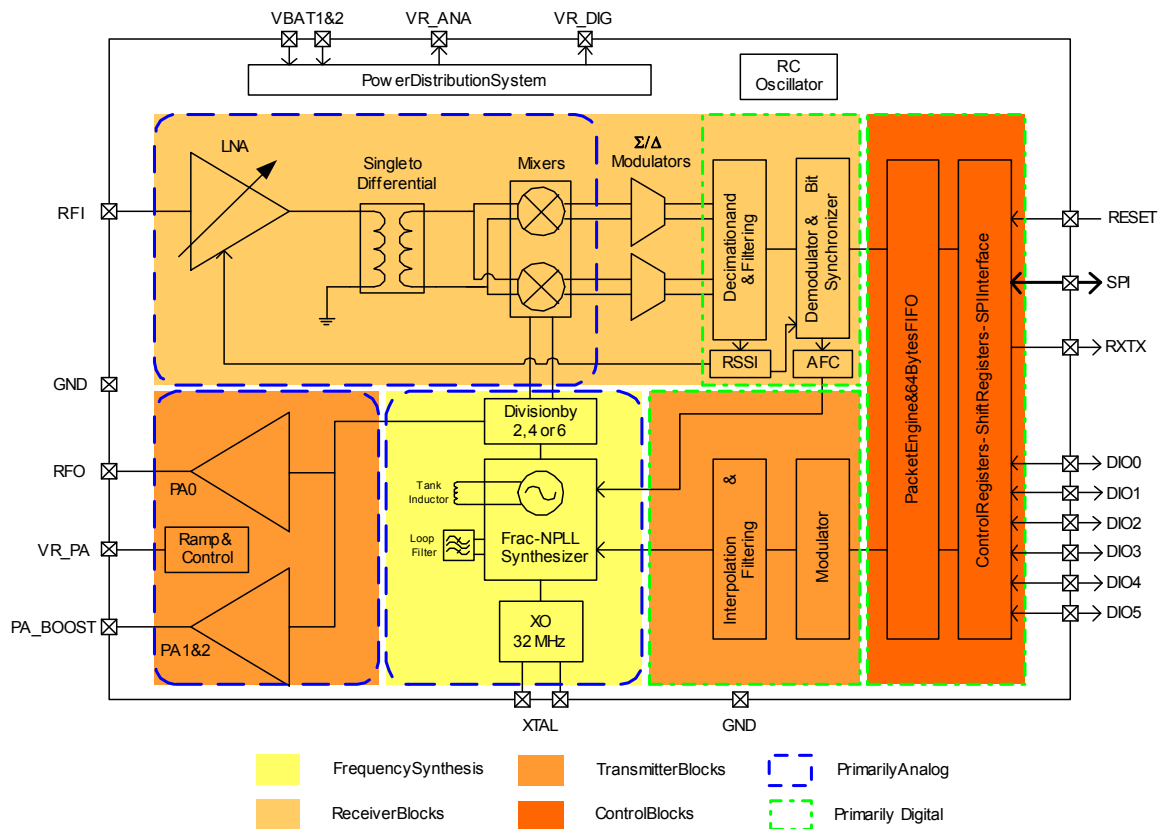 VBAT1&2
VR_ANA
VR_DIG
PowerDistributionSystem
RC
Oscillator
LNA
Singleto
Differential
Mixers
Σ/Δ
Modulators
Decimationand
& Filtering
Demodulator &
Bit
Synchronizer
RSSI
AFC
PacketEngine&64BytesFIFO
ControlRegisters-ShiftRegisters-SPIInterface
RFI
GND
RFO
VR_PA
PA_BOOST
RESET
SPI
RXTX
DIO0
DIO1
DIO2
DIO3
DIO4
DIO5
PA0
Ramp&
Control
PA1&2
Divisionby
2, 4 or 6
Tank
Inductor
Loop
Filter
Frac-NPLL
Synthesizer
XO
32 MHz
Interpolation &
Filtering
Modulator
XTAL
GND
FrequencySynthesis
TransmitterBlocks
PrimarilyAnalog
ReceiverBlocks
ControlBlocks
Primarily Digital